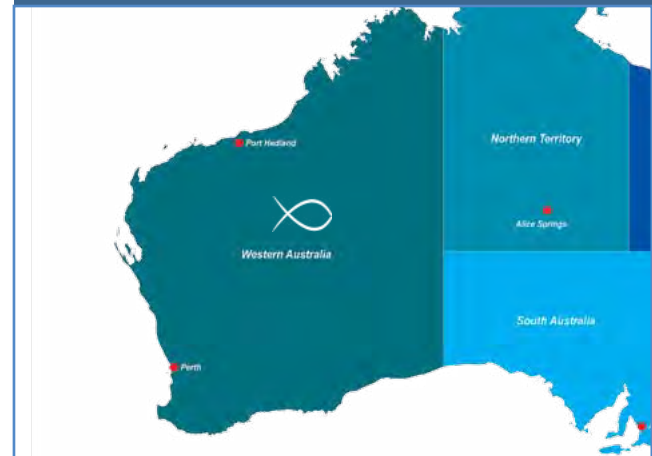 Northern Territory
Port Hedland
Alice Springs
Western Australia
South Australia
Perth